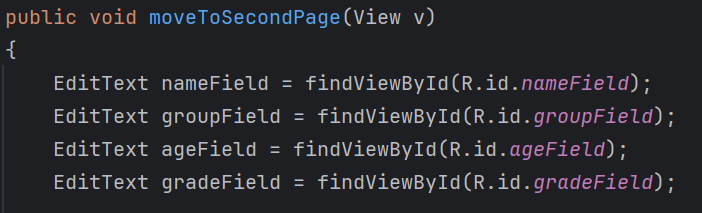 public void moveToSecondPage(View v)
{
    EditText nameField = findViewById(R.id.nameField);
    EditText groupField = findViewById(R.id.groupField);
    EditText ageField = findViewById(R.id.ageField);
    EditText gradeField = findViewById(R.id.gradeField);